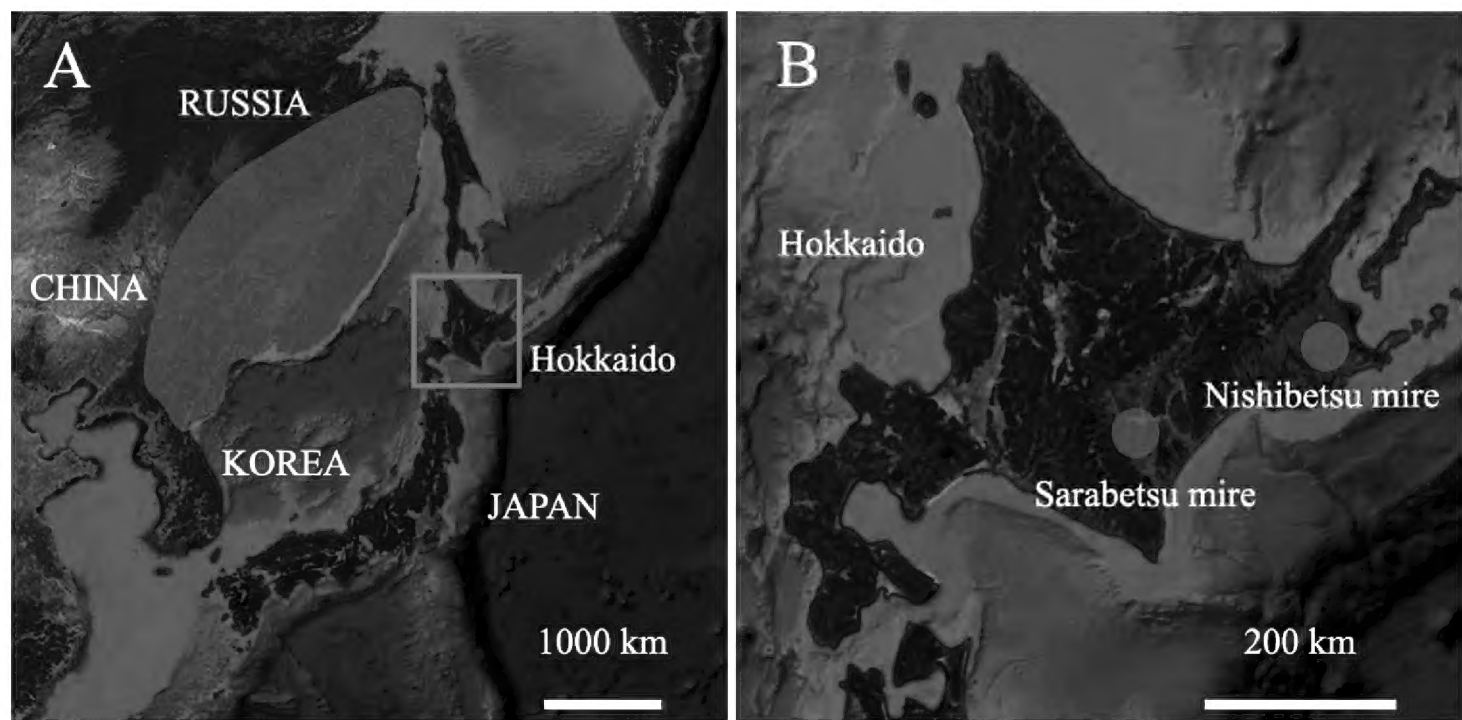 A
RUSSIA
CHINA
Hokkaido
KOREA
JAPAN
1000 km
B
Hokkaido
Nishibetsu mire
Sarabetsu mire
200 km